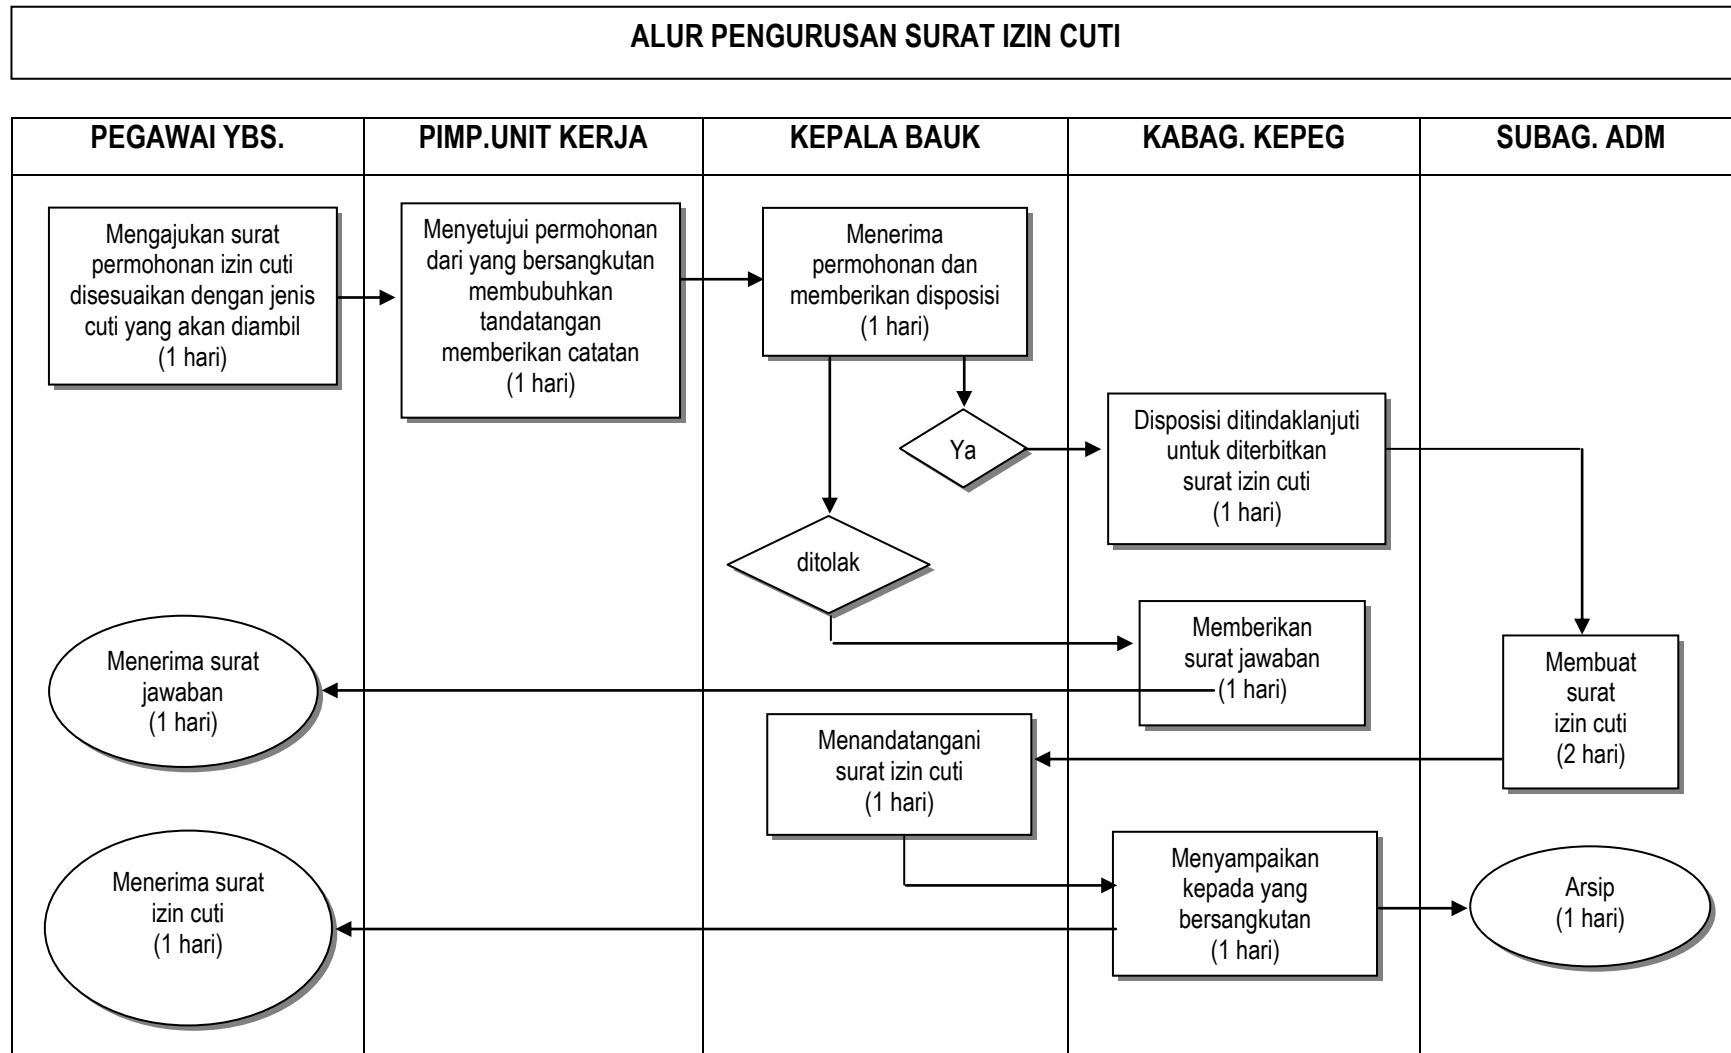 ALUR PENGURUSAN SURAT IZIN CUTI
PEGAWAI YBS.
PIMP.UNIT KERJA
KEPALA BAUK
KABAG. KEPEG
SUBAG. ADM
Mengajukan surat
permohonan izin cuti
disesuaikan dengan jenis
cuti yang akan diambil
(1 hari)
Menyetujui permohonan
dari yang bersangkutan
membubuhkan
tandatangan
memberikan catatan
(1 hari)
Menerima
permohonan dan
memberikan disposisi
(1 hari)
Ya
Disposisi ditindaklanjuti
untuk diterbitkan
surat izin cuti
(1 hari)
ditolak
Memberikan
surat jawaban
(1 hari)
Menerima surat
jawaban
(1 hari)
Membuat
surat
izin cuti
(2 hari)
Menandatangani
surat izin cuti
(1 hari)
Menyampaikan
kepada yang
bersangkutan
(1 hari)
Menerima surat
izin cuti
(1 hari)
Arsip
(1 hari)